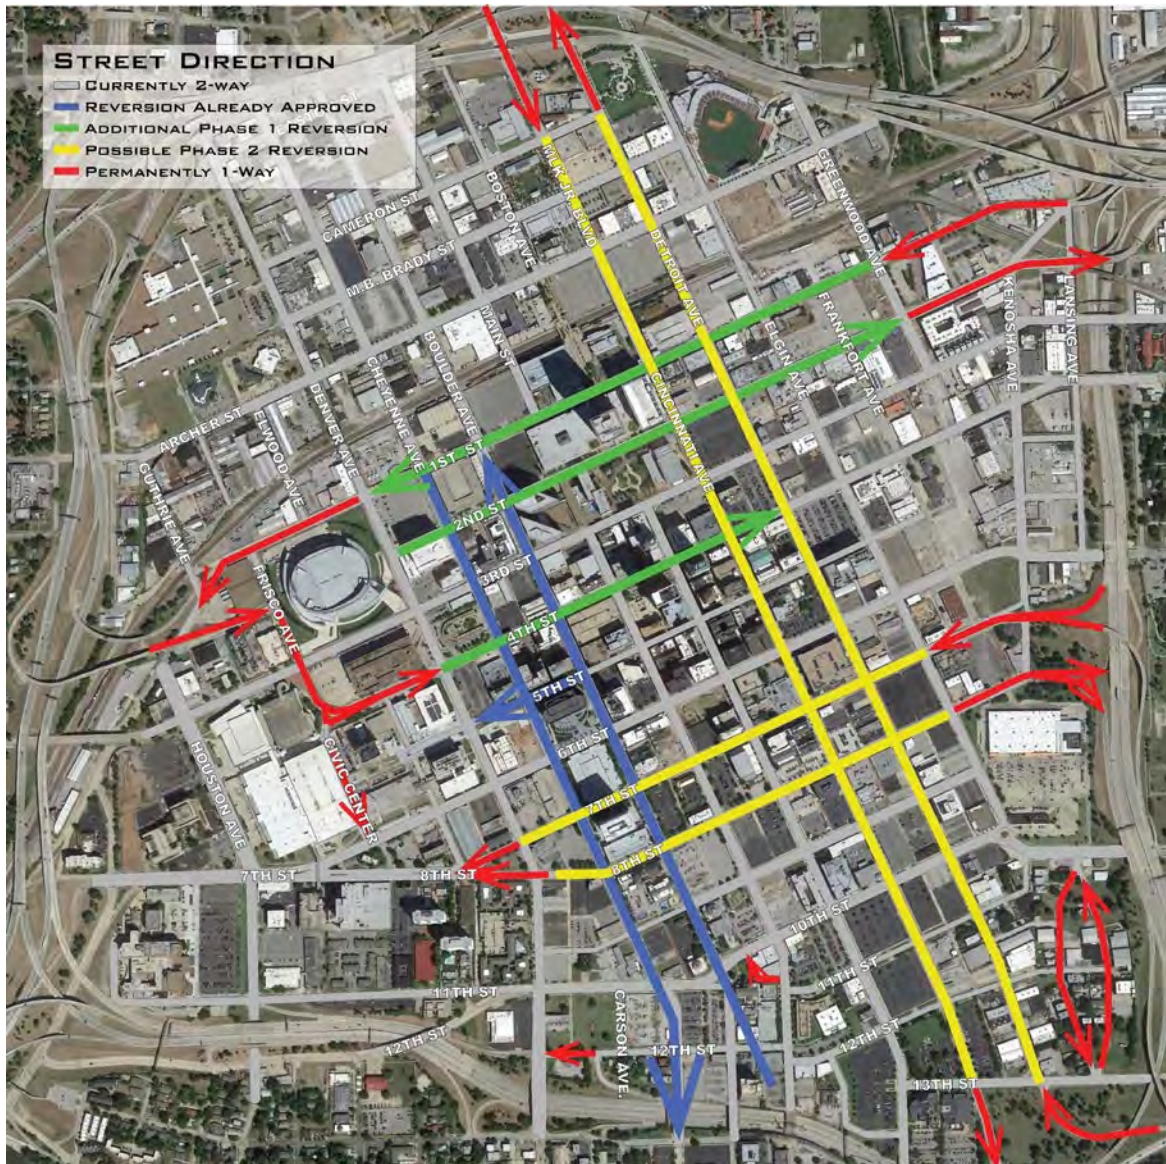 STREET DIRECTION
CURRENTLY 2-WAY
REVERSION ALREADY APPROVED
ADDITIONAL PHASE 1 REVERSION
POSSIBLE PHASE 2 REVERSION
PERMANENTLY 1-WAY
ST
CAMERON ST
M.B. BRADY ST
BOSTON AVE
MLK JR. BLVD
DETROIT AVE
GREENWOOD AVE
KENOSHA AVE
LANSING AVE
FRANKFORT AVE
ELGIN AVE
CINCINNATI AVE
MAIN ST
BOULDER AVE
CHEYENNE AVE
DENVER AVE
ELWOOD AVE
ARCHER ST
GUTHRIE AVE
1ST. ST
2ND ST
3RD ST
4TH ST
FRISCO AVE
5TH ST
6TH ST
7TH ST
8TH ST
HOUSTON AVE
CIVIC CENTER
7TH ST
8TH ST
10TH ST
11TH ST
11TH ST
CARSON AVE.
12TH ST
12TH ST
12TH ST
13TH ST